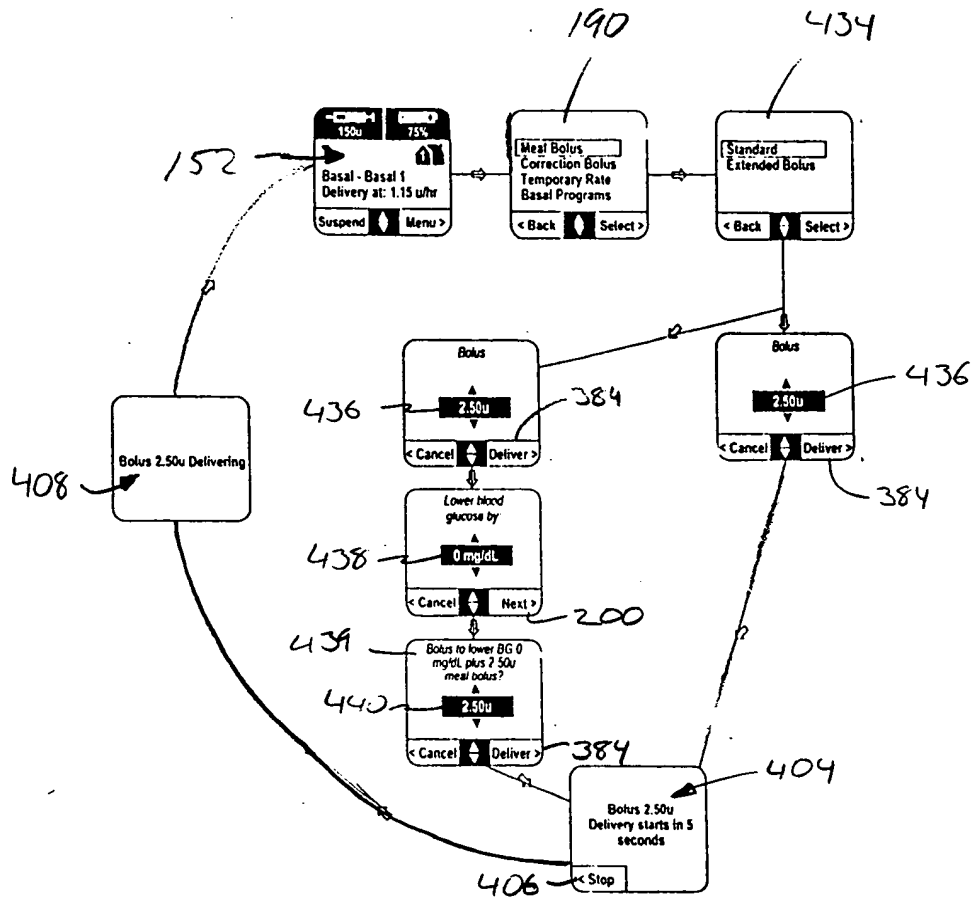 190
434
150u
75%
152
Basal - Basal 1
Delivery at: 1.15 u/hr
Suspend
Menu >
Meal Bolus
Correction Bolus
Temporary Rate
Basal Programs
< Back
Select >
Standard
Extended Bolus
< Back
Select >
Bolus
436
2.50u
384
< Cancel
Deliver >
Bolus
2.50u
436
< Cancel
Deliver >
384
Bolus 2.50u Delivering
408
Lower blood
glucose by
438
0 mg/dL
< Cancel
Next >
200
439
Bolus to lower BG 0
mg/dL plus 2 50u
meal bolus?
440
2.50u
< Cancel
Deliver >
384
404
Bolus 2.50u
Delivery starts in 5
seconds
406
< Stop